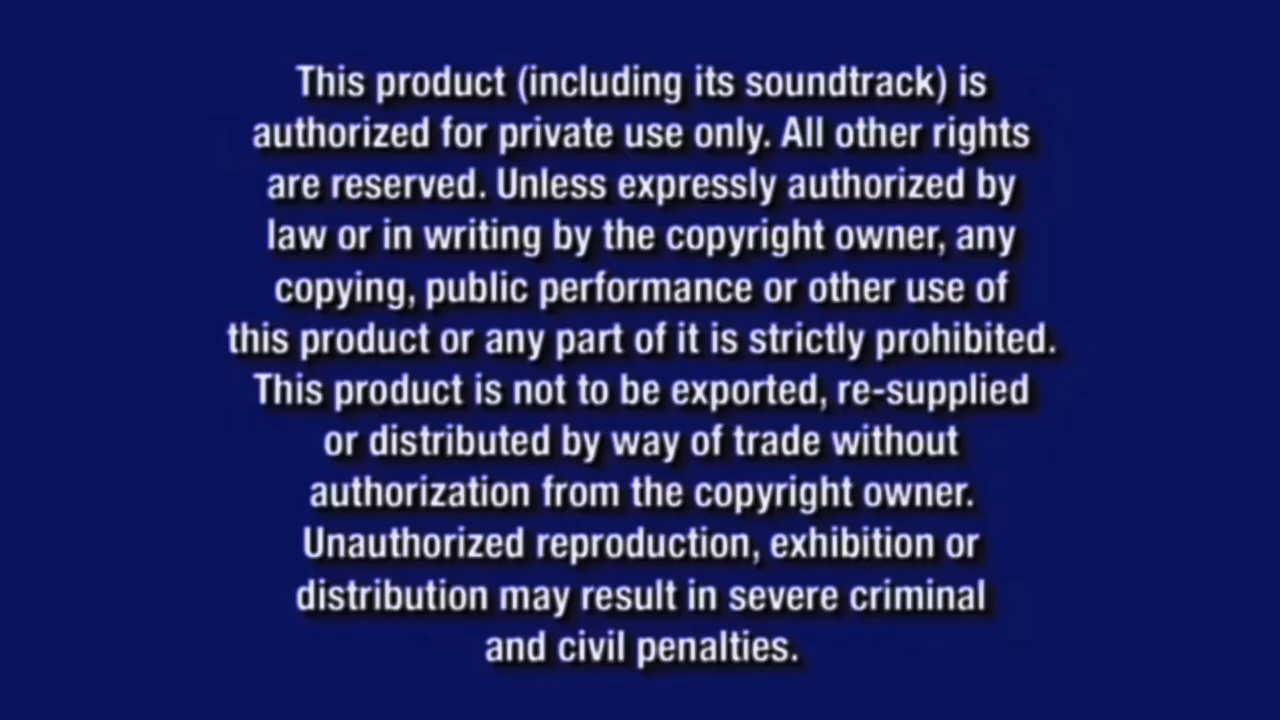 This product (including its soundtrack) is
authorized for private use only. All other rights
are reserved. Unless expressly authorized by
law or in writing by the copyright owner, any
copying, public performance or other use of
this product or any part of it is strictly prohibited.
This product is not to be exported, re-supplied
or distributed by way of trade without
authorization from the copyright owner.
Unauthorized reproduction, exhibition or
distribution may result in severe criminal
and civil penalties.